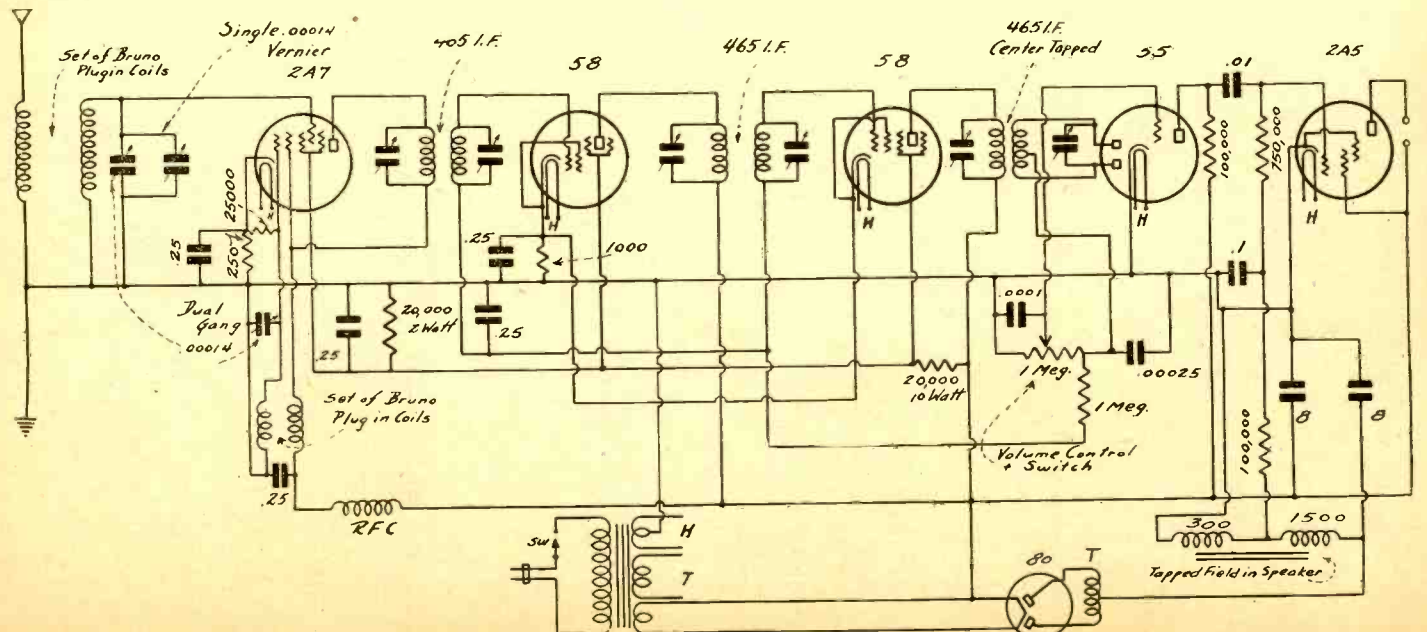 Set of Bruno
Plugin Coils
Single .00014
Vernier
2A7
405 I.F.
58
465 I.F.
58
465 I.F.
Center Tapped
55
.01
2A5
25000
250
.25
.25
H
1000
H
H
100,000
750,000
H
.1
Dual
Gang
.00014
.25
20,000
2 Watt
.25
.0001
1 Meg.
.00025
20,000
10 Watt
1 Meg.
8
8
Set of Bruno
Plug in Coils
.25
Volume Control
+ Switch
100,000
RFC
SW
H
T
80
T
300
1500
Tapped Field in Speaker